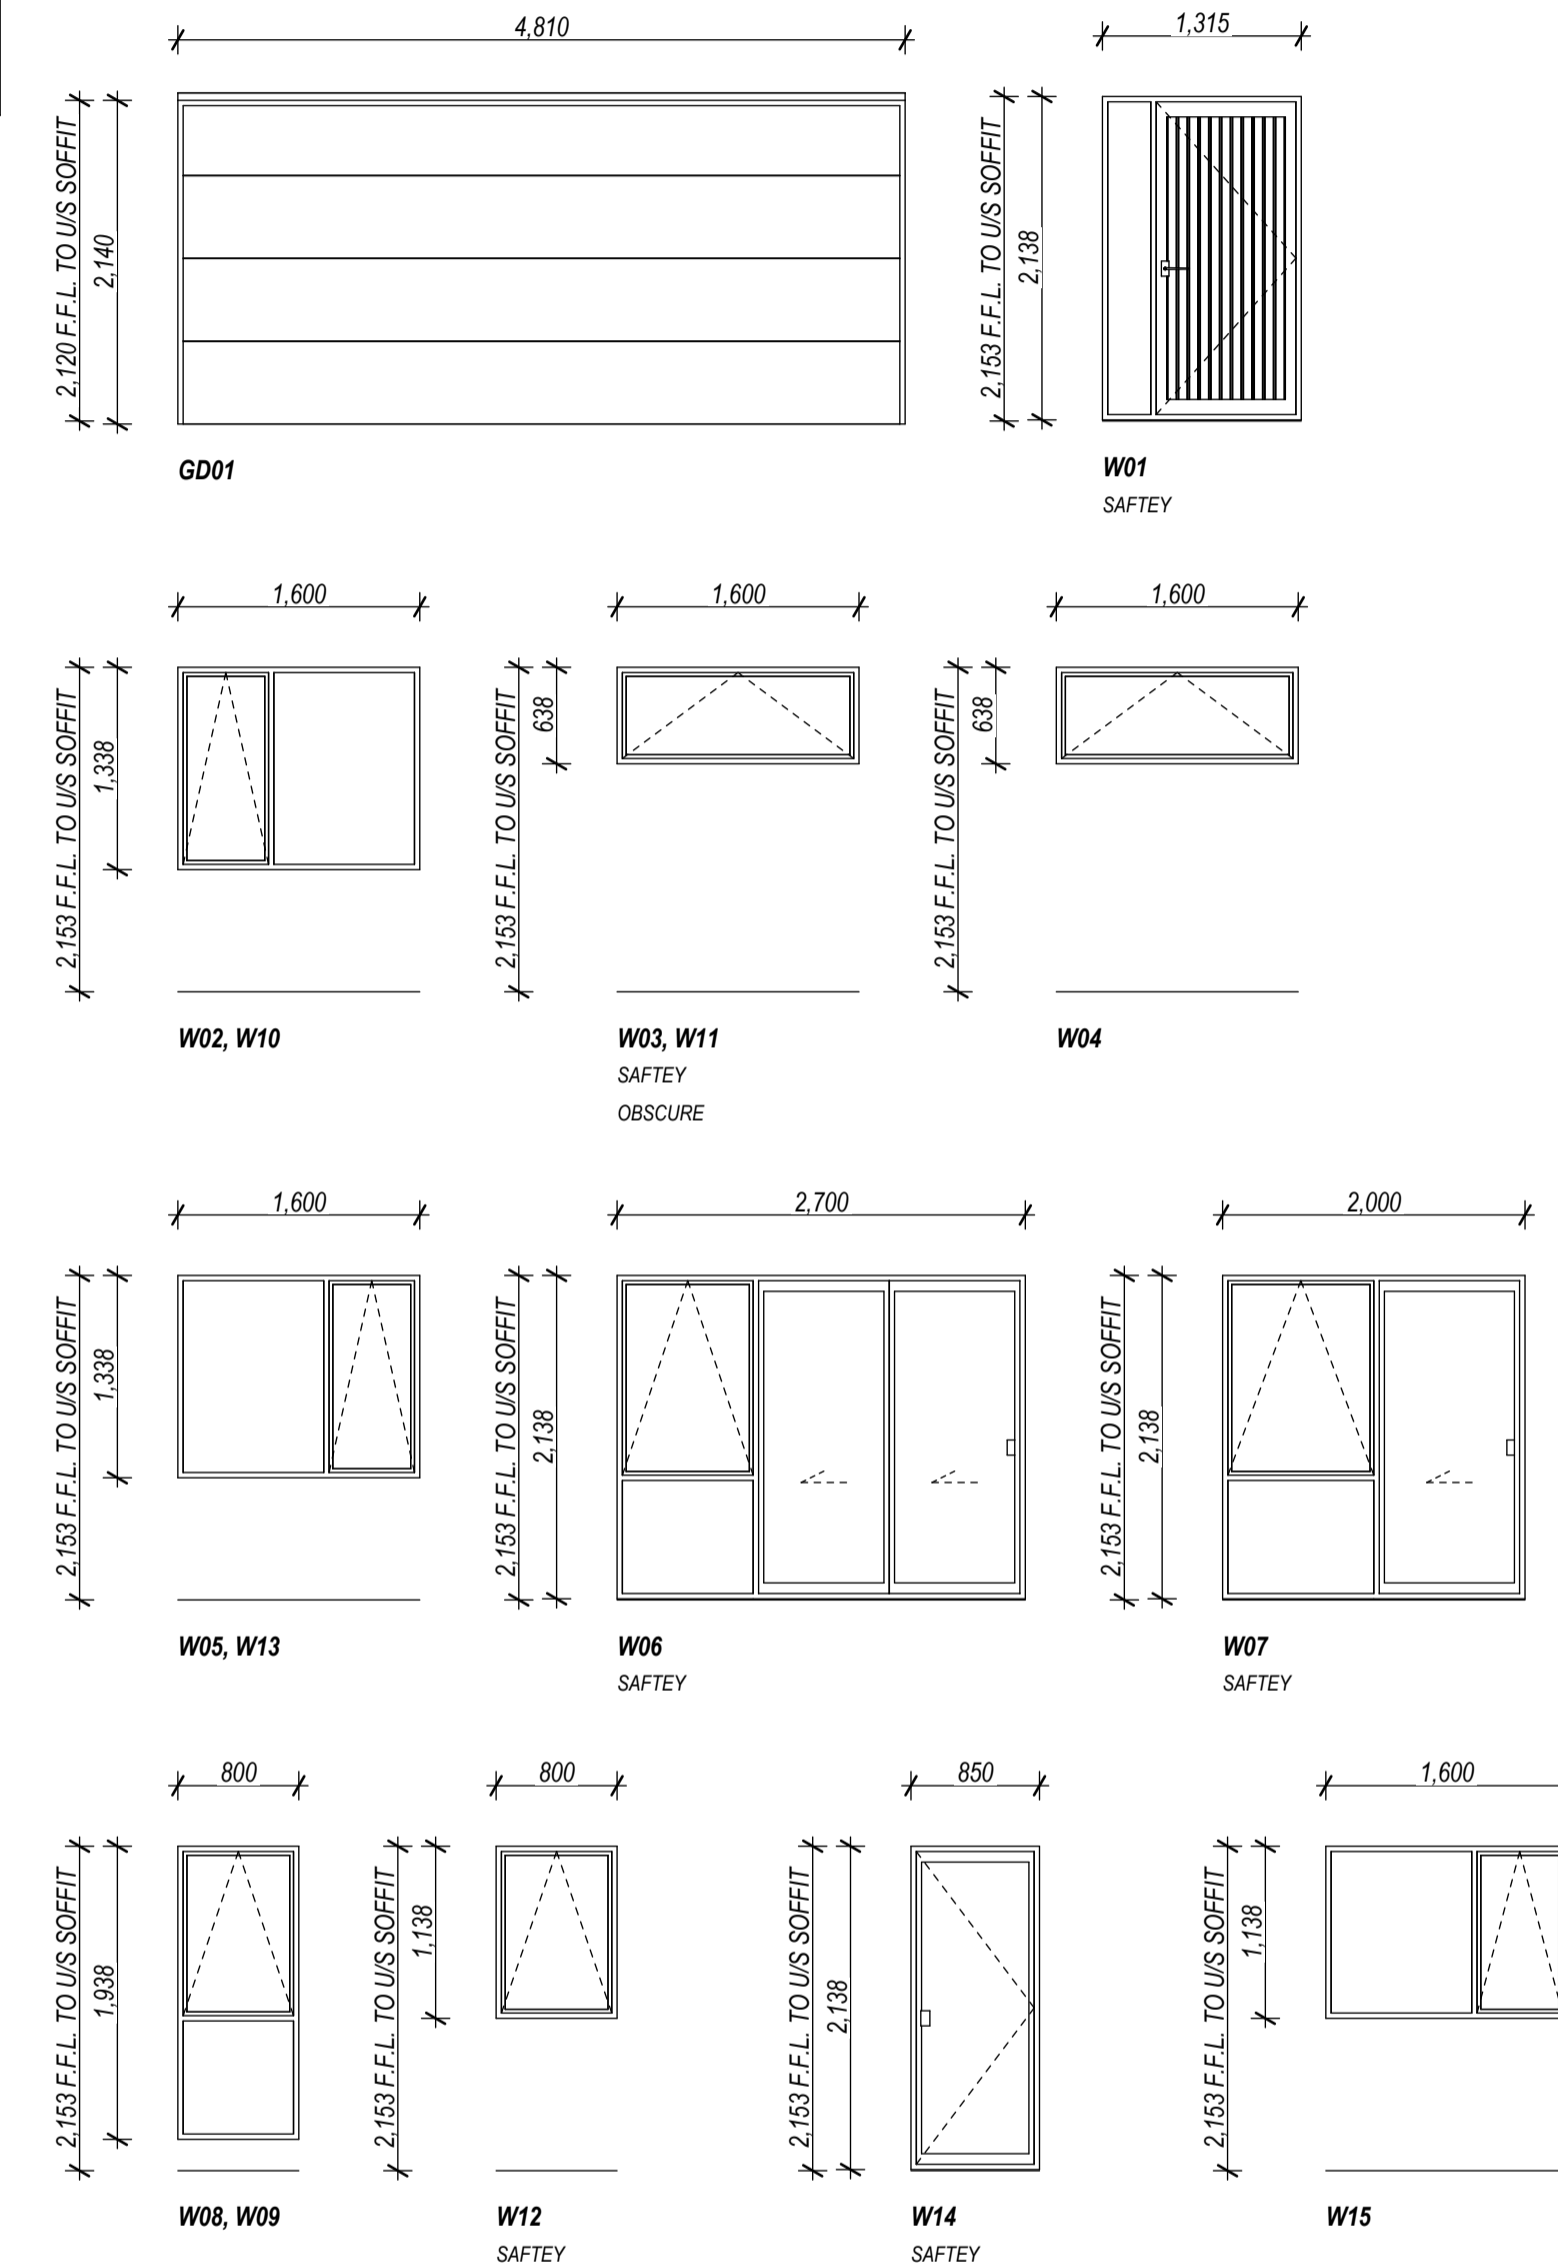 4,810
2,120 F.F.L. TO U/S SOFFIT
2,140
GD01
1,315
2,153 F.F.L. TO U/S SOFFIT
2,138
W01
SAFTEY
1,600
2,153 F.F.L. TO U/S SOFFIT
1,338
W02, W10
1,600
2,153 F.F.L. TO U/S SOFFIT
638
W03, W11
SAFTEY
OBSCURE
1,600
2,153 F.F.L. TO U/S SOFFIT
638
W04
1,600
2,153 F.F.L. TO U/S SOFFIT
1,338
W05, W13
2,700
2,153 F.F.L. TO U/S SOFFIT
2,138
W06
SAFTEY
2,000
2,153 F.F.L. TO U/S SOFFIT
2,138
W07
SAFTEY
800
2,153 F.F.L. TO U/S SOFFIT
1,938
W08, W09
800
2,153 F.F.L. TO U/S SOFFIT
1,138
W12
SAFTEY
850
2,153 F.F.L. TO U/S SOFFIT
2,138
W14
SAFTEY
1,600
2,153 F.F.L. TO U/S SOFFIT
1,138
W15